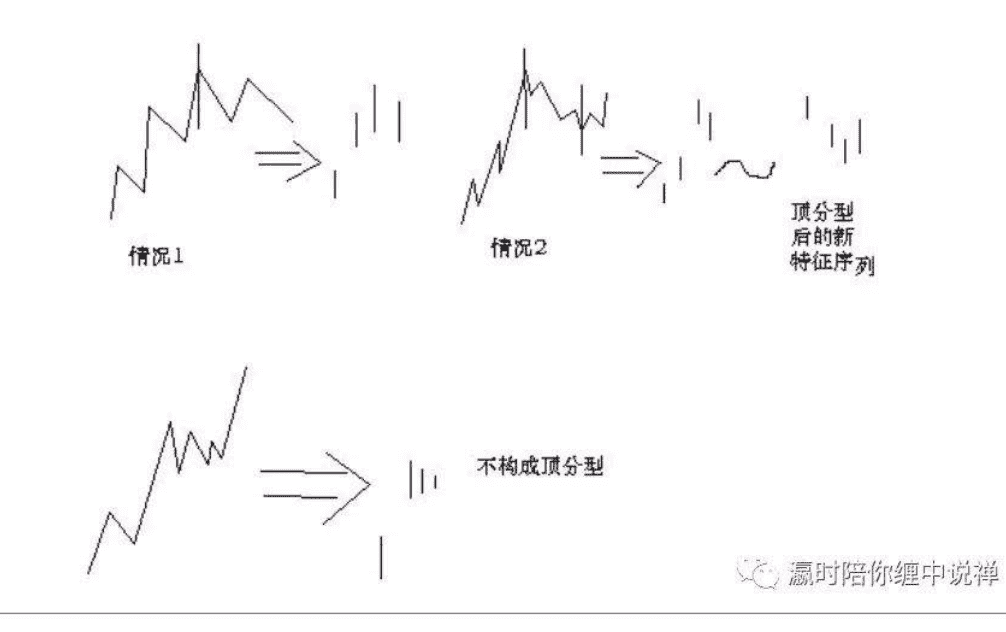 情况1
情况2
顶分型
后的新
特征序列
不构成顶分型
瀛时陪你缠中说禅